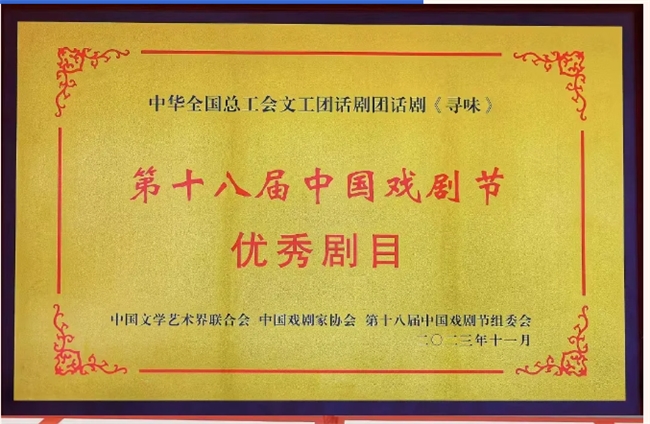 中华全国总工会文工团话剧团话剧《寻味》
第十八届中国戏剧节
优秀剧目
中国文学艺术界联合会 中国戏剧家协会 第十八届中国戏剧节组委会
二〇二三年十一月